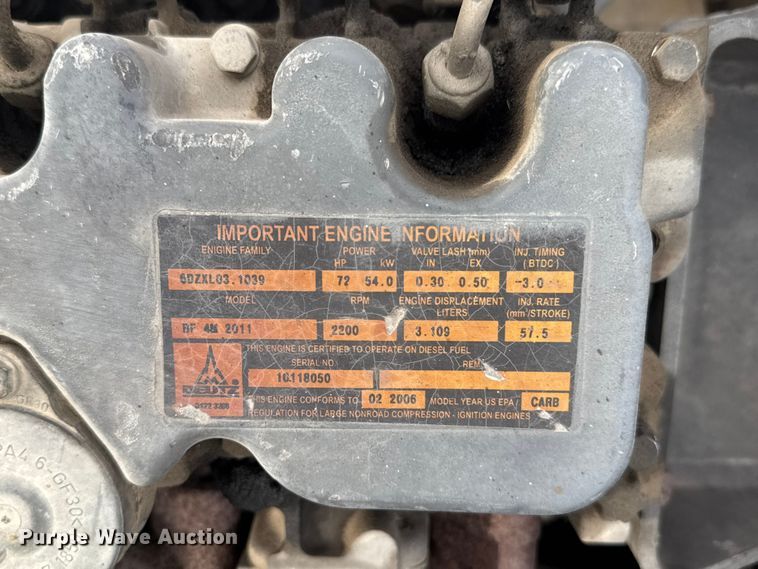 IMPORTANT ENGINE NFORMATION
ENIGINE FAMILY POWER VALVE LASH (mm) INJ. TIMING
HP kW IN EX (BTDC)
6DZXL03.1039 72 54.0 0.30 0.50 -3.0
MODEL RPM ENGINE DISPLACEMENT INJ. RATE
LITERS (mm³/STROKE)
BF 4M 2011 2200 3.109 57.5
THIS ENGINE IS CERTIFIED TO OPERATE ON DIESEL FUEL
SERIAL NO.
10118050
DEUTZ
THIS ENGINE CONFORMS TO 02 2006 MODEL YEAR US EPA / CARB
REGULATION FOR LARGE NONROAD COMPRESSION - IGNITION ENGINES
Purple Wave Auction